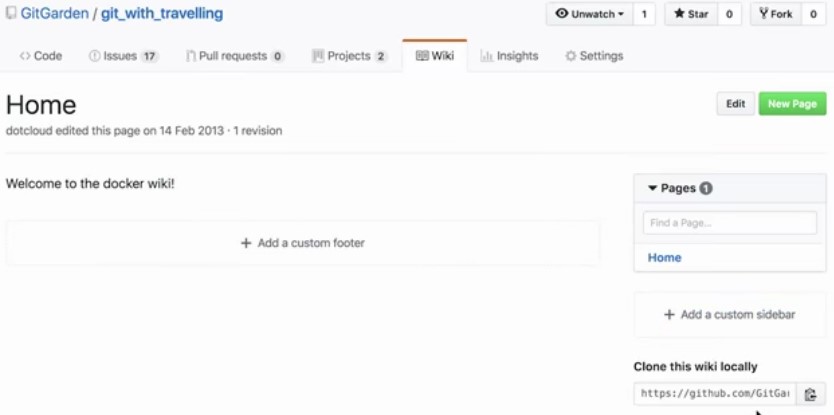 GitGarden / git_with_travelling
Unwatch 1 Star 0 Fork 0
Code Issues 17 Pull requests 0 Projects 2 Wiki Insights Settings
Home
Edit New Page
dotcloud edited this page on 14 Feb 2013 · 1 revision
Welcome to the docker wiki!
+ Add a custom footer
Pages 1
Find a Page...
Home
+ Add a custom sidebar
Clone this wiki locally
https://github.com/GitGa